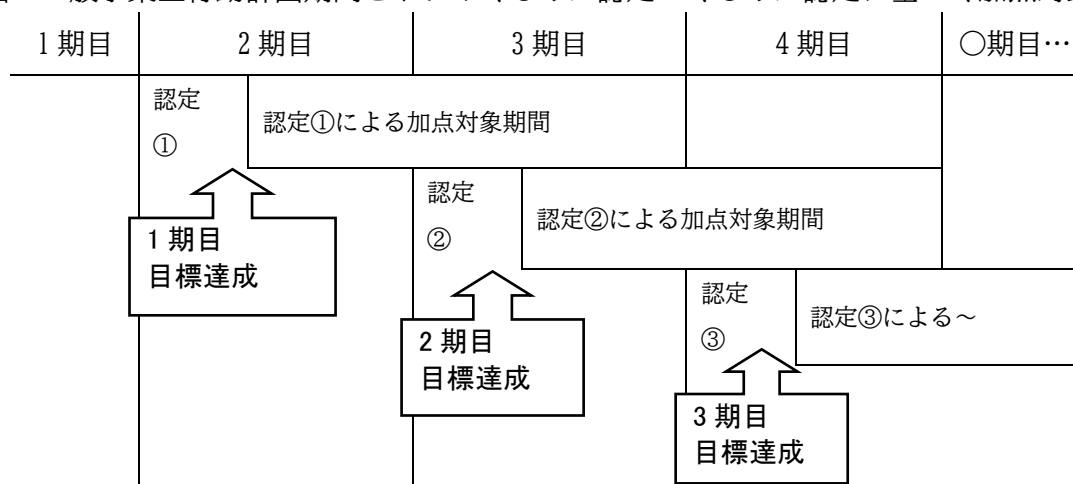 1 期目
2 期目
3 期目
4 期目
〇期目…
認定
①
認定①による加点対象期間
認定
②
認定②による加点対象期間
1 期目
目標達成
認定
③
認定③による～
2 期目
目標達成
3 期目
目標達成